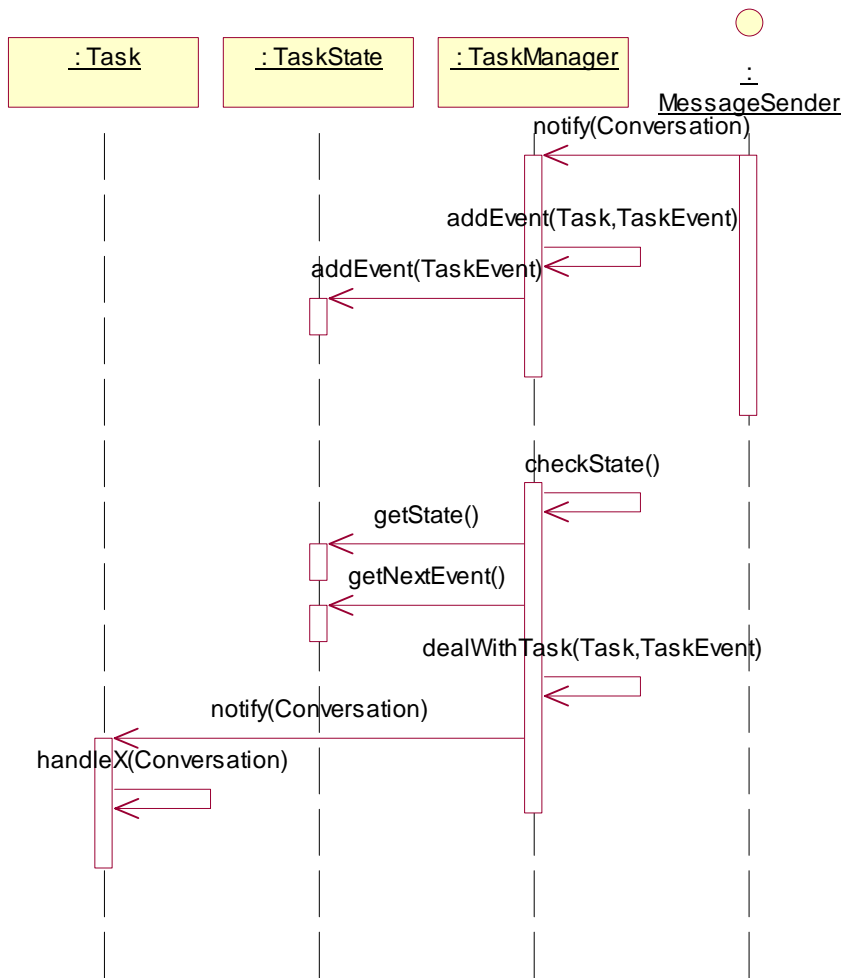 : Task
: TaskState
: TaskManager
:
MessageSender
notify(Conversation)
addEvent(Task,TaskEvent)
addEvent(TaskEvent)
checkState()
getState()
getNextEvent()
dealWithTask(Task,TaskEvent)
notify(Conversation)
handleX(Conversation)